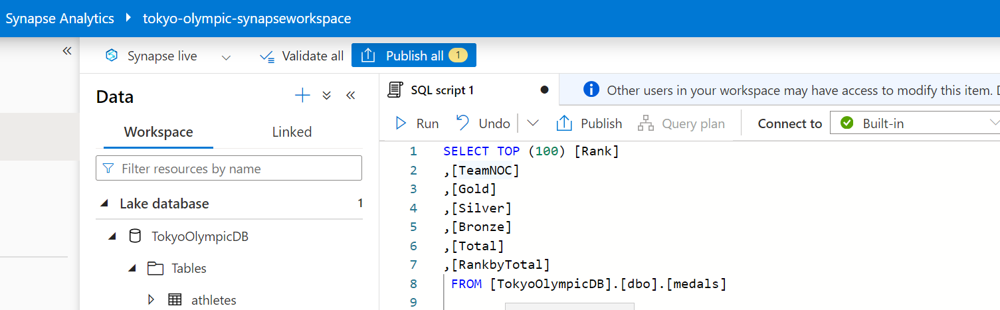 Synapse Analytics tokyo-olympic-synapseworkspace
Synapse live Validate all Publish all 1
Data
Workspace Linked
Filter resources by name
Lake database 1
TokyoOlympicDB
Tables
athletes
SQL script 1
Other users in your workspace may have access to modify this item.
Run Undo Publish Query plan Connect to Built-in
1 SELECT TOP (100) [Rank]
2 ,[TeamNOC]
3 ,[Gold]
4 ,[Silver]
5 ,[Bronze]
6 ,[Total]
7 ,[RankbyTotal]
8 FROM [TokyoOlympicDB].[dbo].[medals]
9